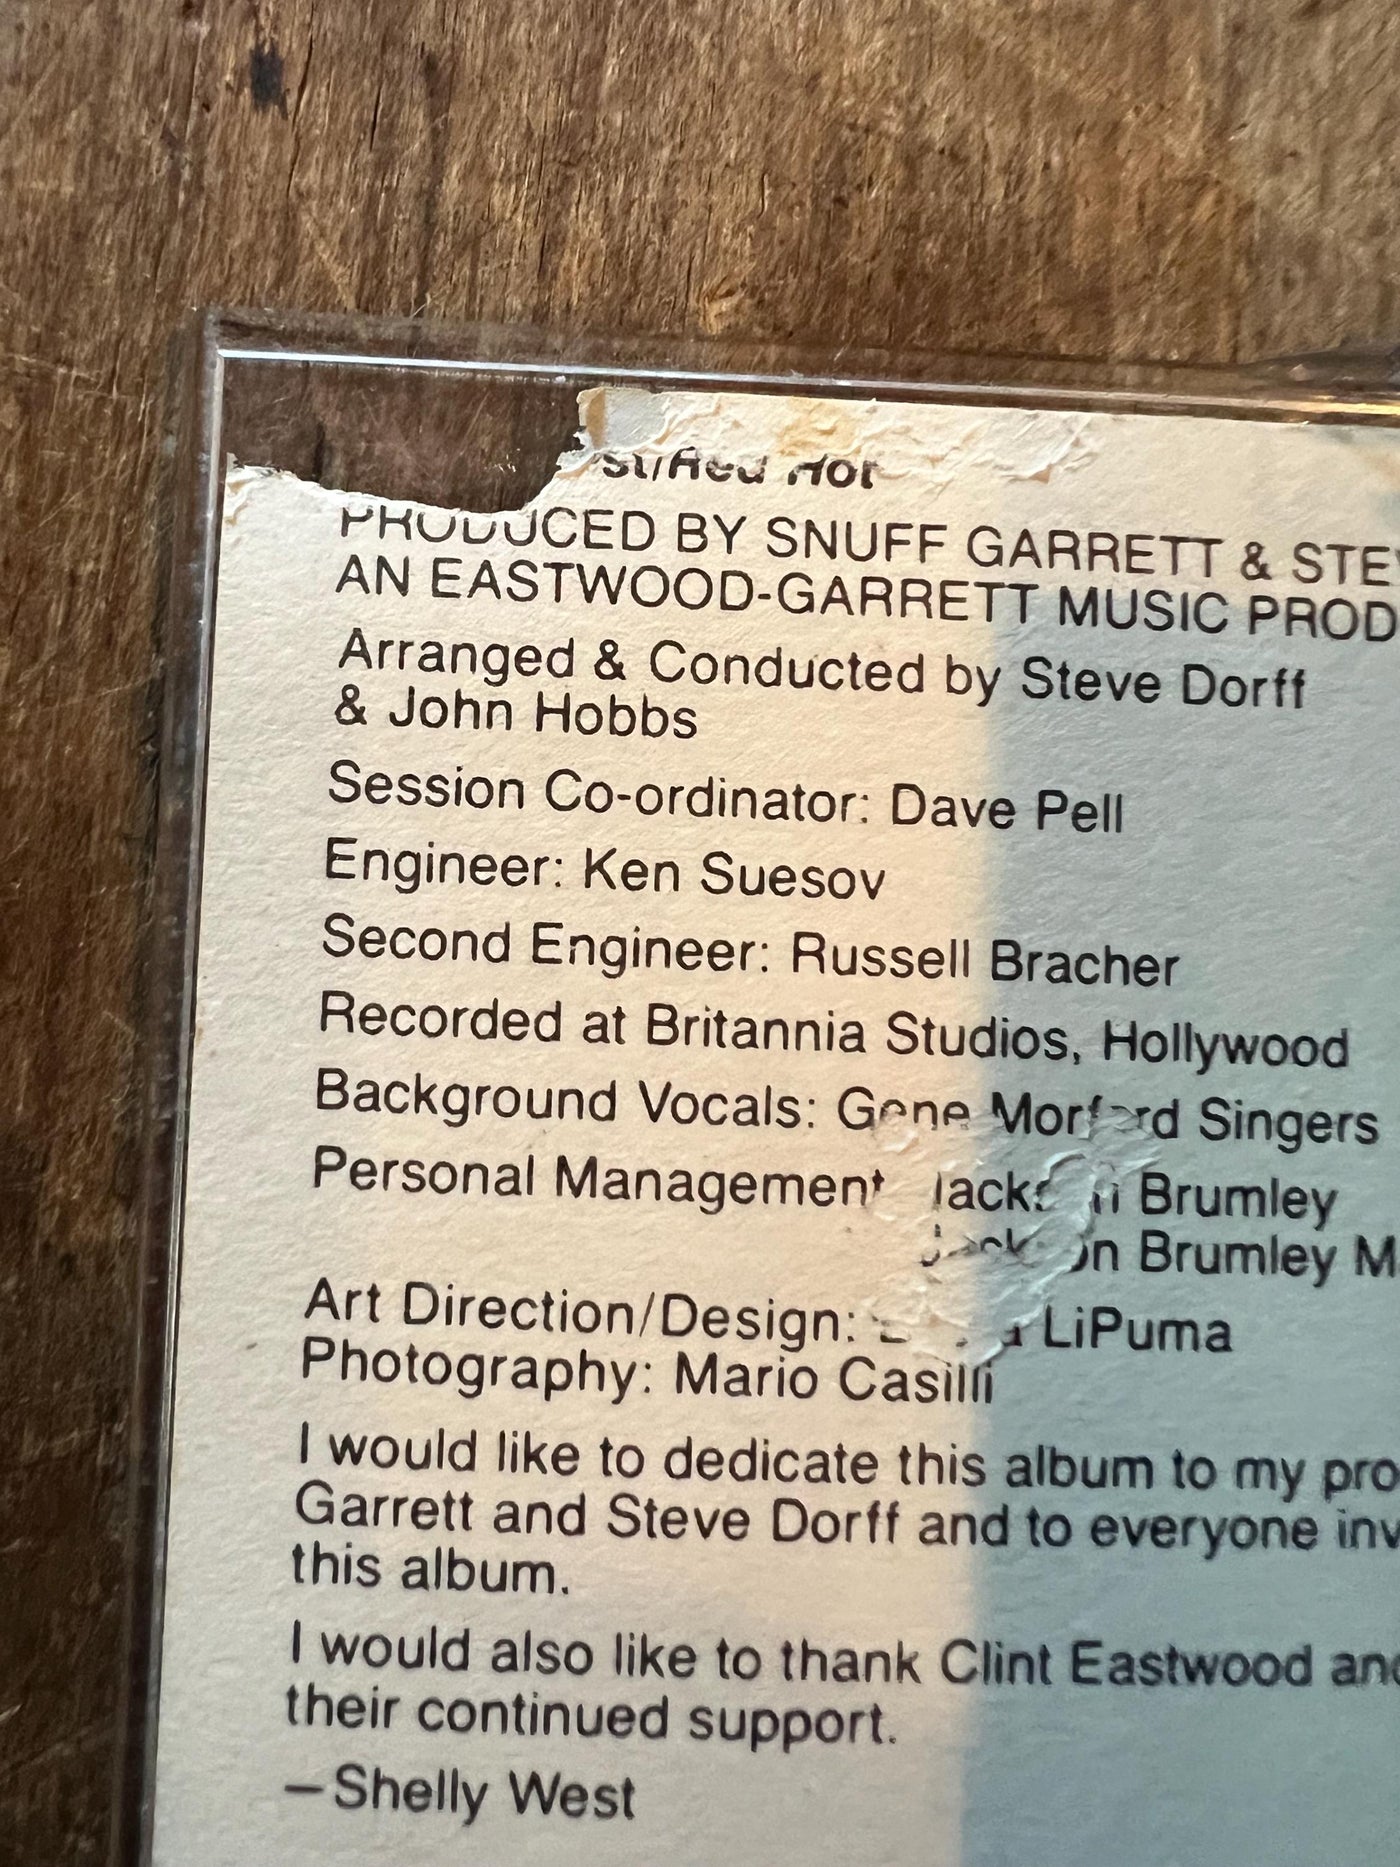 Hot
PRODUCED BY SNUFF GARRETT & STE
AN EASTWOOD-GARRETT MUSIC PROD
Arranged & Conducted by Steve Dorff
& John Hobbs
Session Co-ordinator: Dave Pell
Engineer: Ken Suesov
Second Engineer: Russell Bracher
Recorded at Britannia Studios, Hollywood
Background Vocals: Gene Morford Singers
Personal Management Jackson Brumley
Jackson Brumley M
Art Direction/Design: LiPuma
Photography: Mario Casilli
I would like to dedicate this album to my pro
Garrett and Steve Dorff and to everyone inv
this album.
I would also like to thank Clint Eastwood and
their continued support.
—Shelly West